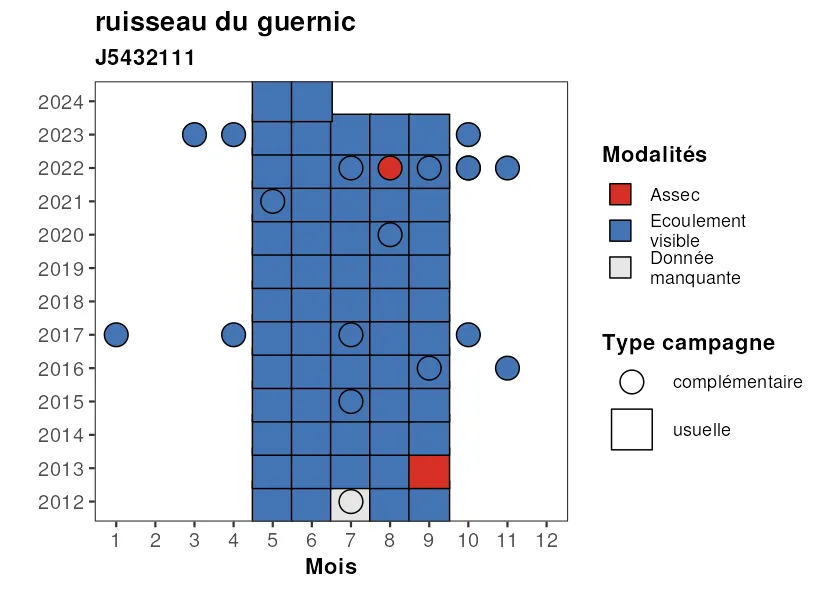 ruisseau du guernic
J5432111
2024
2023
2022
2021
2020
2019
2018
2017
2016
2015
2014
2013
2012
1 2 3 4 5 6 7 8 9 10 11 12
Mois
Modalités
Assec
Ecoulement
visible
Donnée
manquante
Type campagne
complémentaire
usuelle